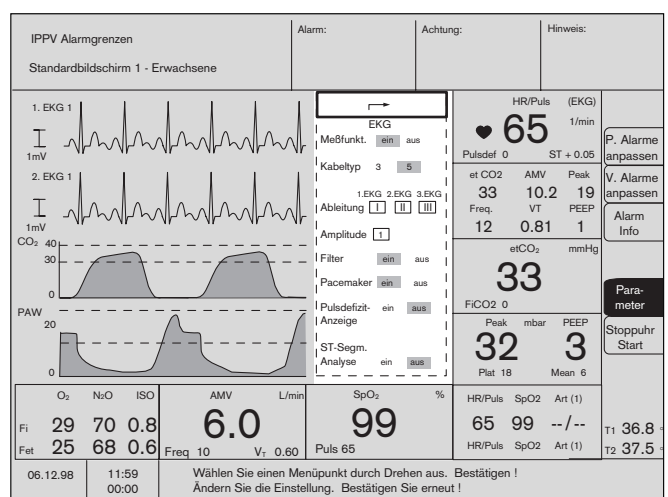 IPPV Alarmgrenzen
Standardbildschirm 1 - Erwachsene
Alarm:
Achtung:
Hinweis:
1. EKG 1
1mV
2. EKG 1
1mV
CO₂ 40
30
0
PAW
20
0
EKG
Meßfunkt. ein aus
Kabeltyp 3 5
1.EKG 2.EKG 3.EKG
Ableitung I II III
Amplitude 1
Filter ein aus
Pacemaker ein aus
Pulsdefizit- ein aus
Anzeige
ST-Segm.
Analyse ein aus
HR/Puls (EKG)
65 1/min
Pulsdef 0 ST + 0.05
et CO2 AMV Peak
33 10.2 19
Freq. VT PEEP
12 0.81 1
etCO₂ mmHg
33
FiCO2 0
Peak mbar PEEP
32 3
Plat 18 Mean 6
P. Alarme
anpassen
V. Alarme
anpassen
Alarm
Info
Para-
meter
Stoppuhr
Start
O₂ N₂O ISO
Fi 29 70 0.8
Fet 25 68 0.6
AMV L/min
6.0
Freq 10 VT 0.60
SpO₂ %
99
Puls 65
HR/Puls SpO2 Art (1)
65 99 --/--
HR/Puls SpO2 Art (1)
T1 36.8
T2 37.5
06.12.98
11:59
00:00
Wählen Sie einen Menüpunkt durch Drehen aus. Bestätigen !
Ändern Sie die Einstellung. Bestätigen Sie erneut !